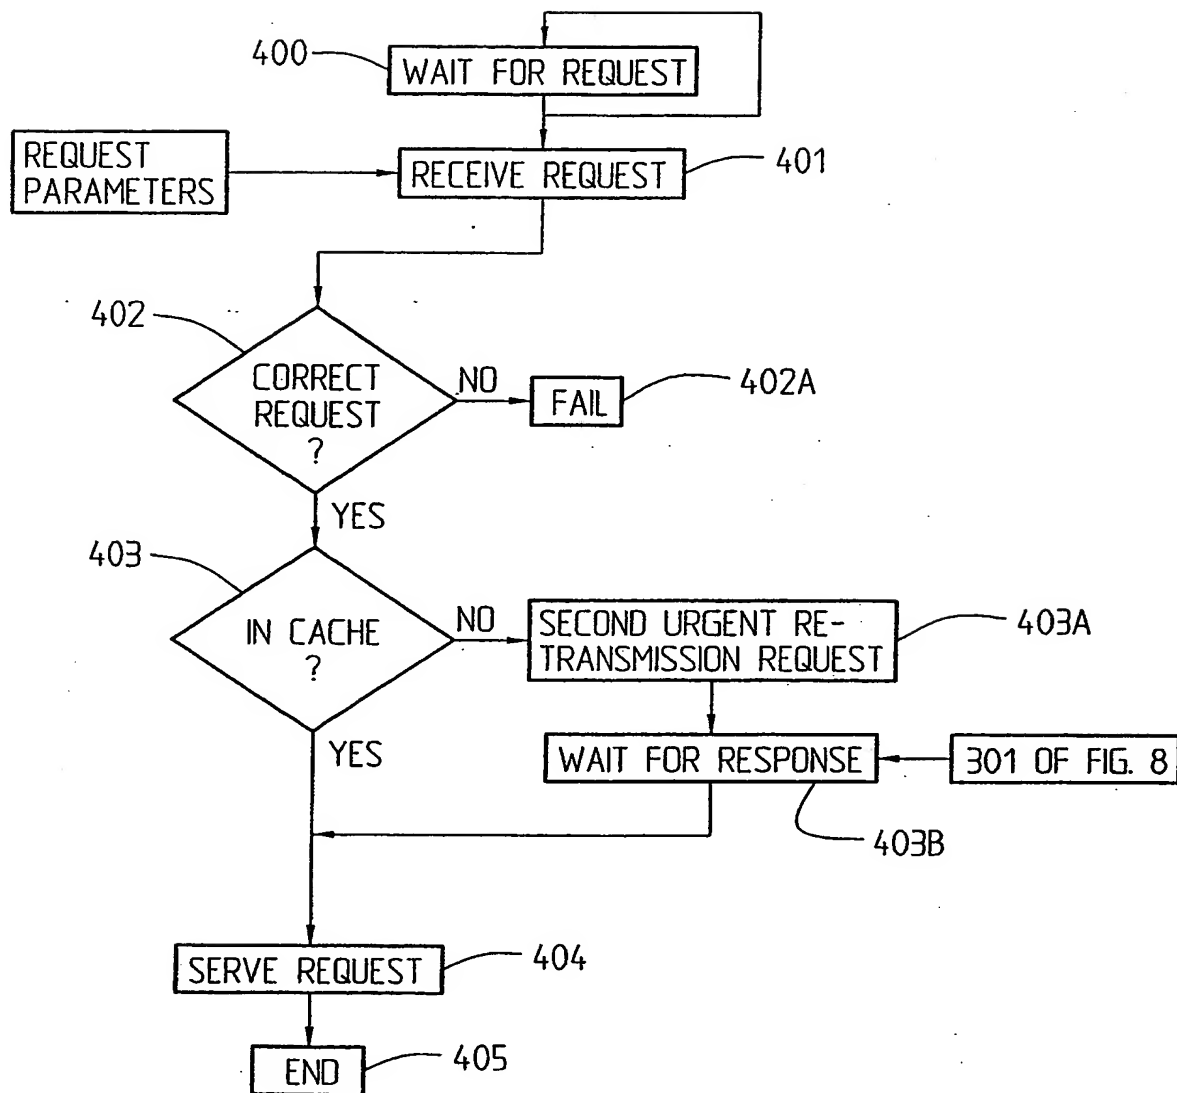 400
WAIT FOR REQUEST
REQUEST
PARAMETERS
RECEIVE REQUEST
401
402
CORRECT
REQUEST
?
NO
FAIL
402A
YES
403
IN CACHE
?
NO
SECOND URGENT RE-
TRANSMISSION REQUEST
403A
YES
WAIT FOR RESPONSE
301 OF FIG. 8
403B
SERVE REQUEST
404
END
405